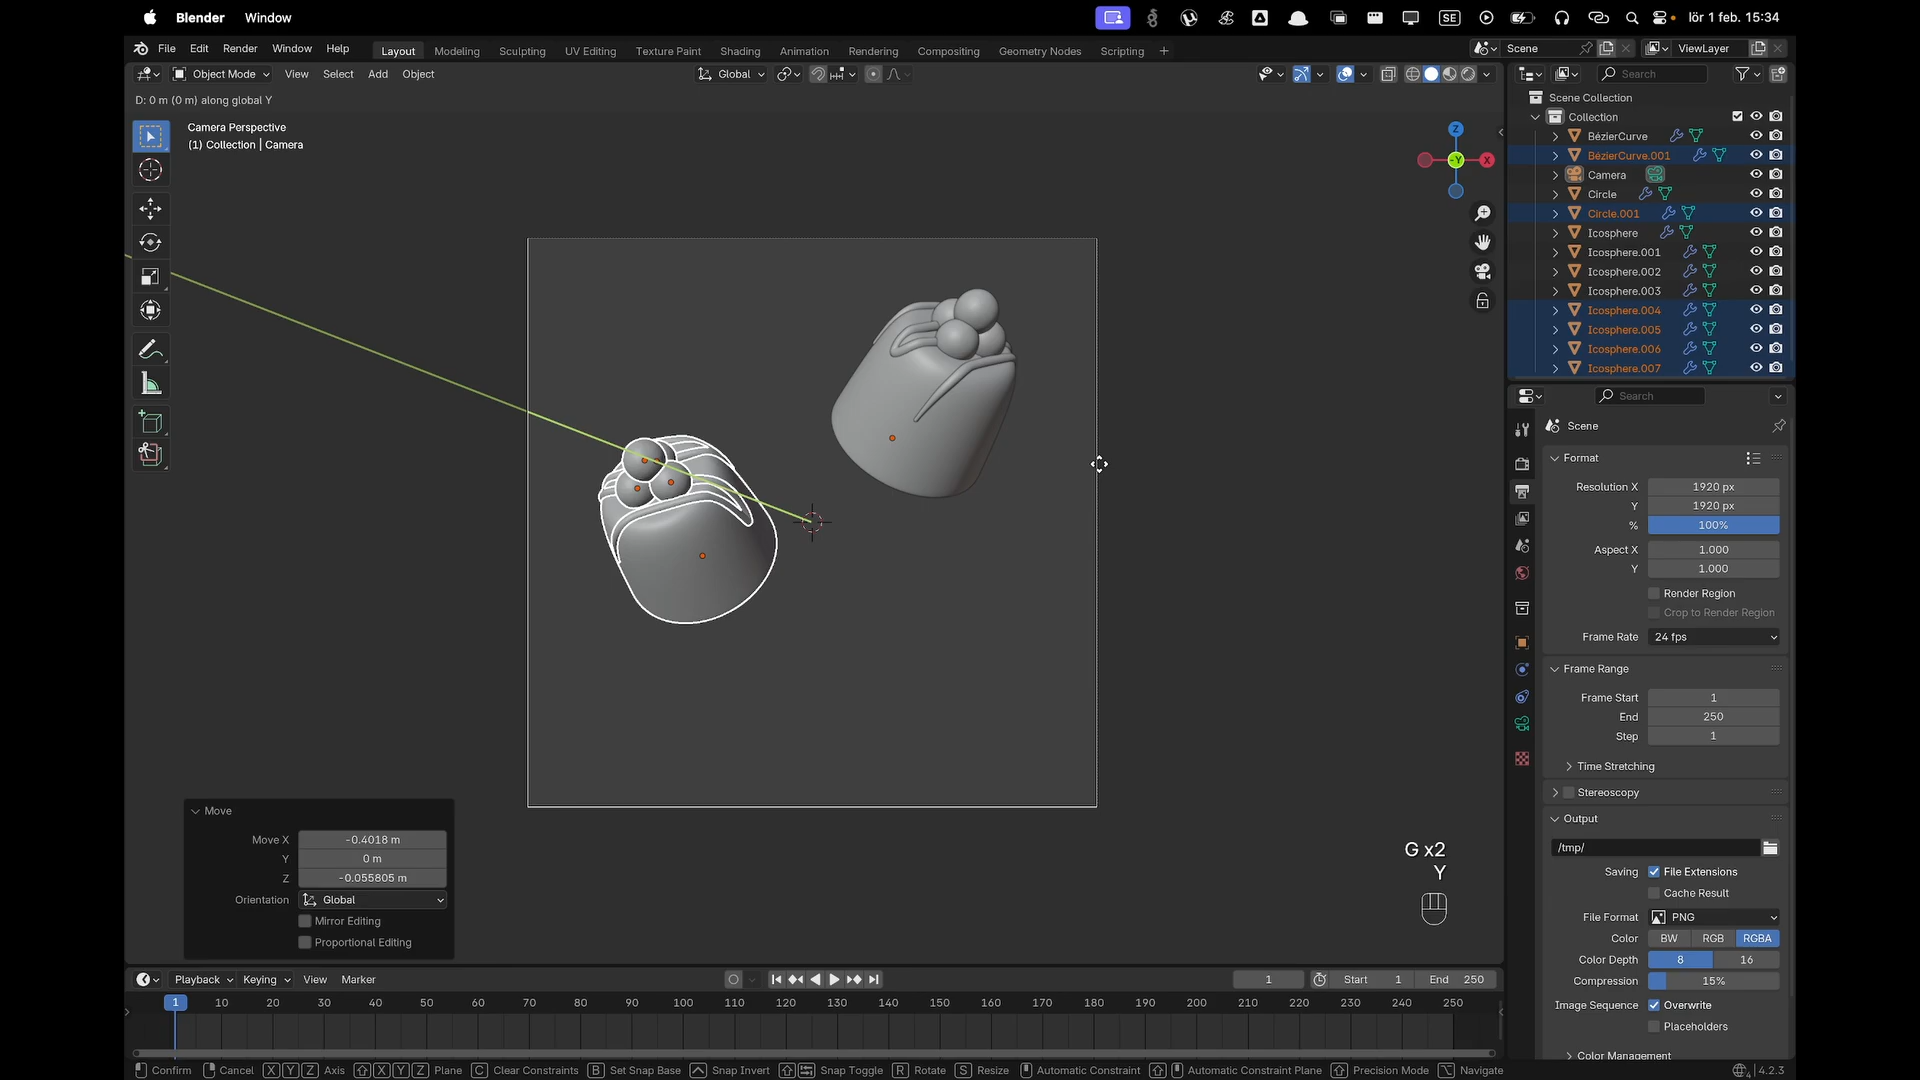 Blender Window lör 1 feb. 15:34
File Edit Render Window Help Layout Modeling Sculpting UV Editing Texture Paint Shading Animation Rendering Compositing Geometry Nodes Scripting + Scene ViewLayer
Object Mode View Select Add Object Global Search
D: 0 m (0 m) along global Y
Camera Perspective
(1) Collection | Camera
Z
-Y
X
Scene Collection
Collection
BézierCurve
BézierCurve.001
Camera
Circle
Circle.001
Icosphere
Icosphere.001
Icosphere.002
Icosphere.003
Icosphere.004
Icosphere.005
Icosphere.006
Icosphere.007
Search
Scene
Format
Resolution X 1920 px
Y 1920 px
% 100%
Aspect X 1.000
Y 1.000
Render Region
Crop to Render Region
Frame Rate 24 fps
Frame Range
Frame Start 1
End 250
Step 1
Time Stretching
Stereoscopy
Output
/tmp/
Saving File Extensions
Cache Result
File Format PNG
Color BW RGB RGBA
Color Depth 8 16
Compression 15%
Image Sequence Overwrite
Placeholders
Color Management
Move
Move X -0.4018 m
Y 0 m
Z -0.055805 m
Orientation Global
Mirror Editing
Proportional Editing
G x2
Y
Playback Keying View Marker 1 Start 1 End 250
1 10 20 30 40 50 60 70 80 90 100 110 120 130 140 150 160 170 180 190 200 210 220 230 240 250
Confirm Cancel X Y Z Axis X Y Z Plane C Clear Constraints B Set Snap Base Snap Invert Snap Toggle R Rotate S Resize Automatic Constraint Automatic Constraint Plane Precision Mode Navigate 4.2.3